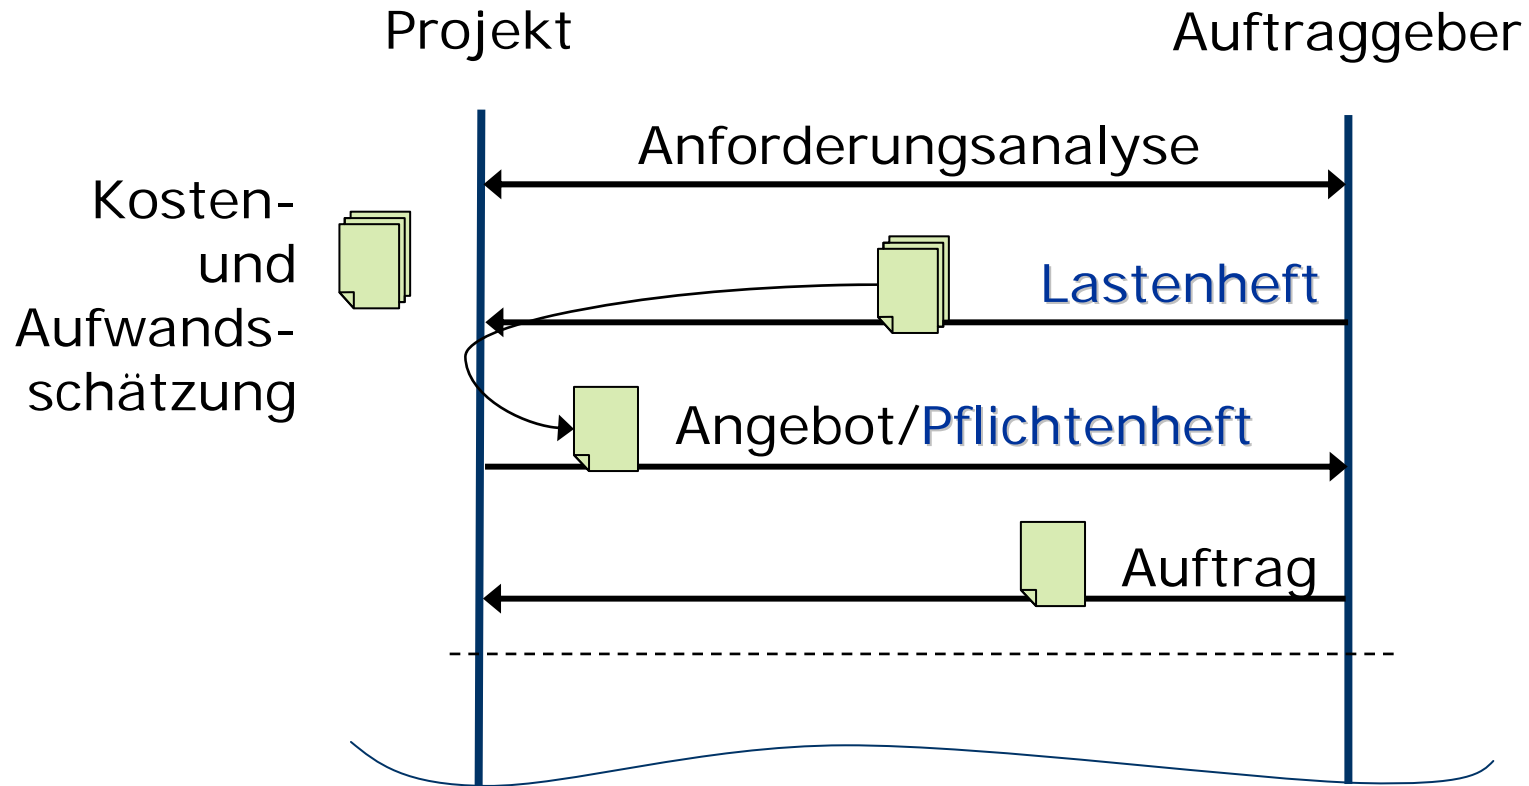 Projekt
Auftraggeber
Anforderungsanalyse
Kosten-
und
Aufwands-
schätzung
Lastenheft
Angebot/Pflichtenheft
Auftrag